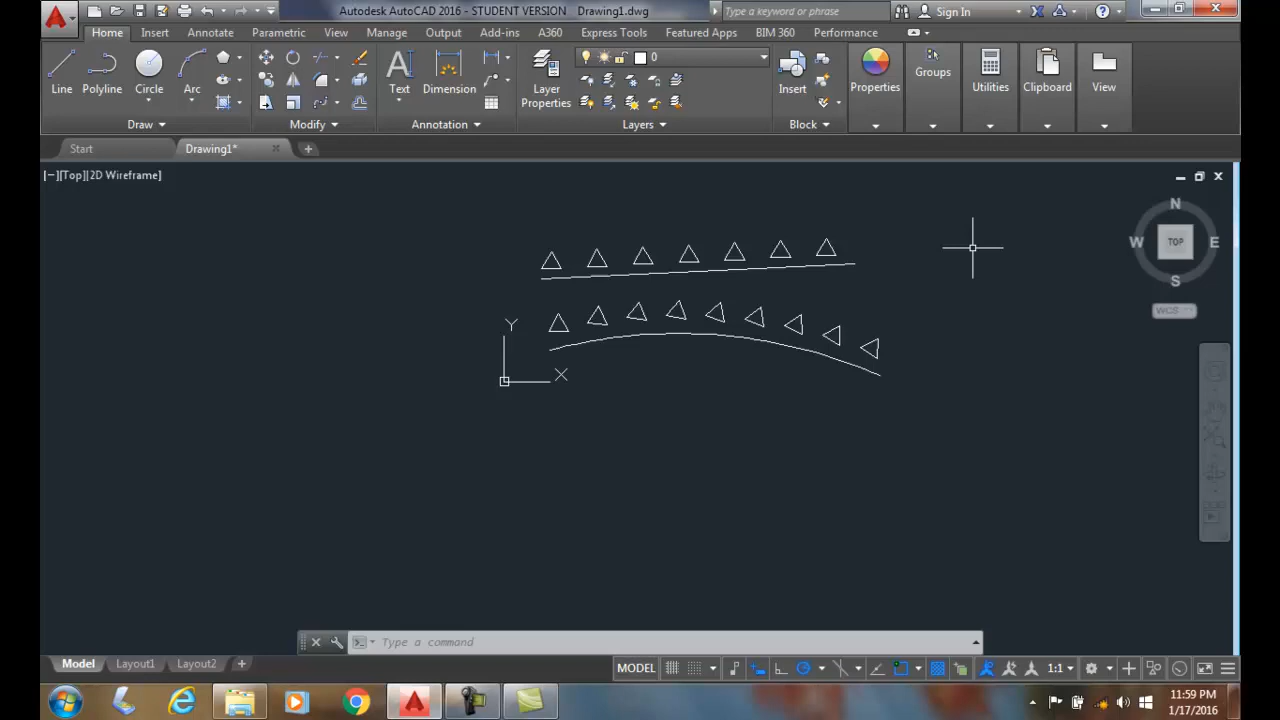 Autodesk AutoCAD 2016 - STUDENT VERSION Drawing1.dwg
Type a keyword or phrase
Sign In
Home Insert Annotate Parametric View Manage Output Add-ins A360 Express Tools Featured Apps BIM 360 Performance
0
Line Polyline Circle Arc Text Dimension Layer Properties Insert Properties Groups Utilities Clipboard View
Draw Modify Annotation Layers Block
Start Drawing1*
[−][Top][2D Wireframe]
N
W TOP E
S
WCS
Y
X
Type a command
Model Layout1 Layout2 MODEL 1:1
11:59 PM
1/17/2016